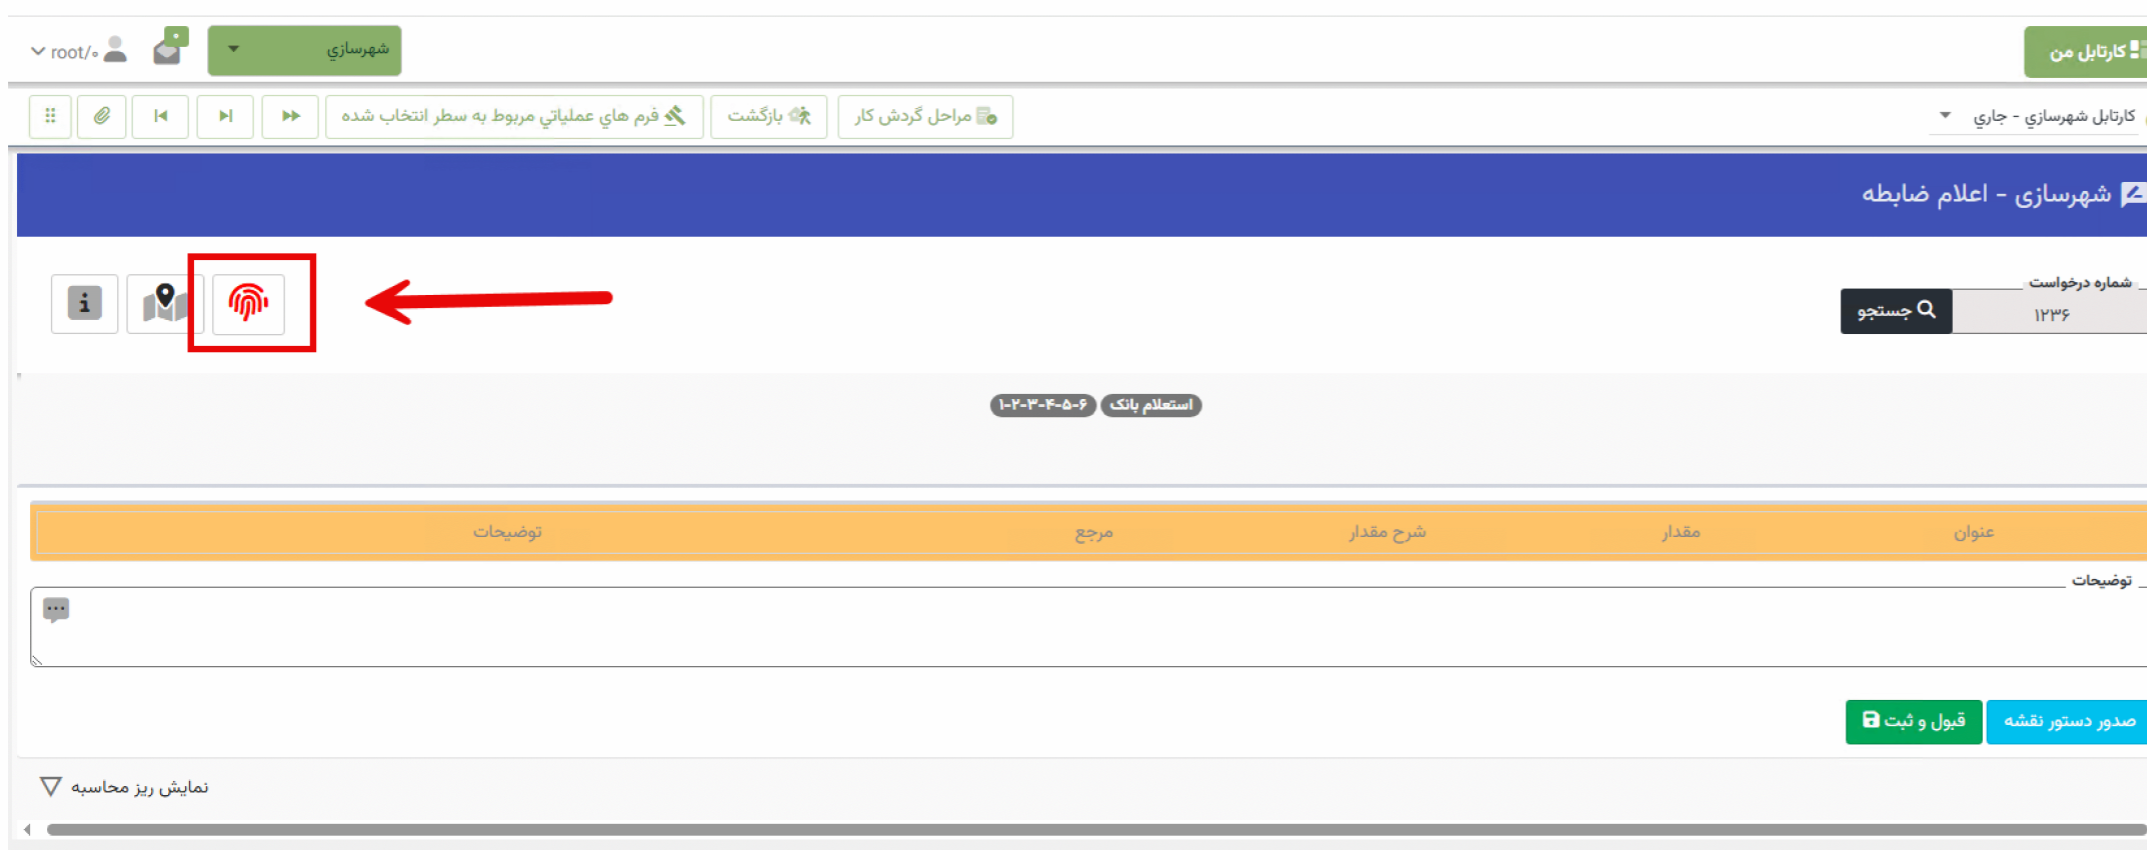 کارتابل من
شهرسازي
۰
root/۰
کارتابل شهرسازي - جاري
مراحل گردش کار
بازگشت
فرم هاي عملياتي مربوط به سطر انتخاب شده
شهرسازی - اعلام ضابطه
شماره درخواست
۱۲۳۶
جستجو
استعلام بانک
۱-۲-۳-۴-۵-۶
عنوان مقدار شرح مقدار مرجع توضیحات
توضیحات
صدور دستور نقشه
قبول و ثبت
نمایش ریز محاسبه